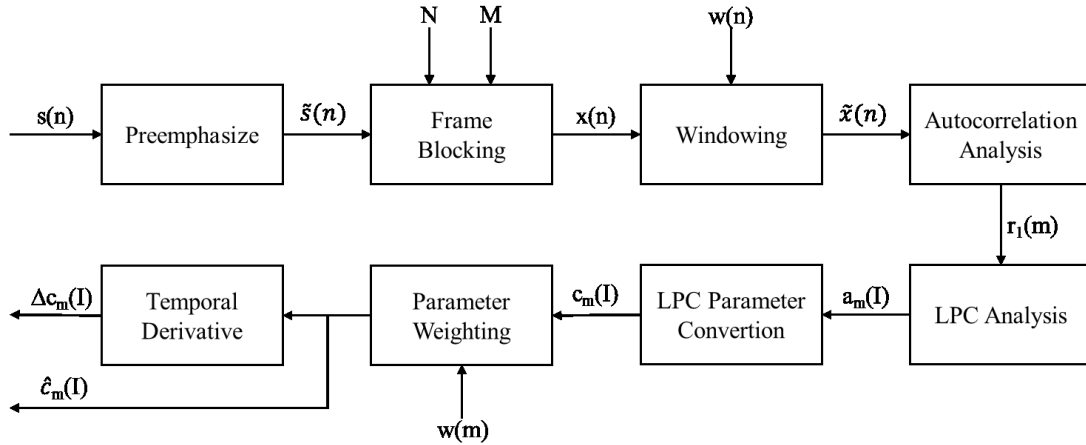 N M w(n)
s(n) s̃(n) x(n) x̃(n)
Preemphasize
Frame
Blocking
Windowing
Autocorrelation
Analysis
r₁(m)
Δcₘ(I) cₘ(I) aₘ(I)
Temporal
Derivative
Parameter
Weighting
LPC Parameter
Convertion
LPC Analysis
ĉₘ(I)
w(m)